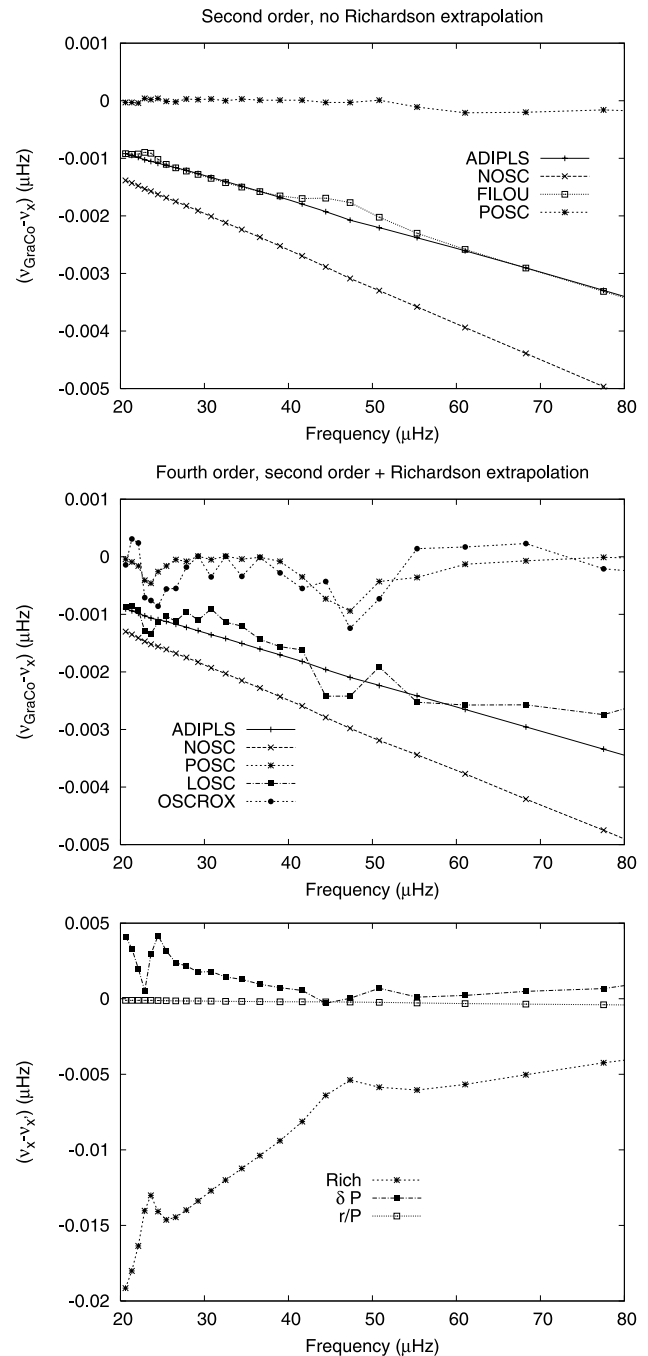 Second order, no Richardson extrapolation
0.001
0
-0.001
-0.002
-0.003
-0.004
-0.005
(νGraCo-νX) (μHz)
ADIPLS
NOSC
FILOU
POSC
20 30 40 50 60 70 80
Frequency (μHz)
Fourth order, second order + Richardson extrapolation
0.001
0
-0.001
-0.002
-0.003
-0.004
-0.005
(νGraCo-νX) (μHz)
ADIPLS
NOSC
POSC
LOSC
OSCROX
20 30 40 50 60 70 80
Frequency (μHz)
0.005
0
-0.005
-0.01
-0.015
-0.02
(νX-νX') (μHz)
Rich
δ P
r/P
20 30 40 50 60 70 80
Frequency (μHz)